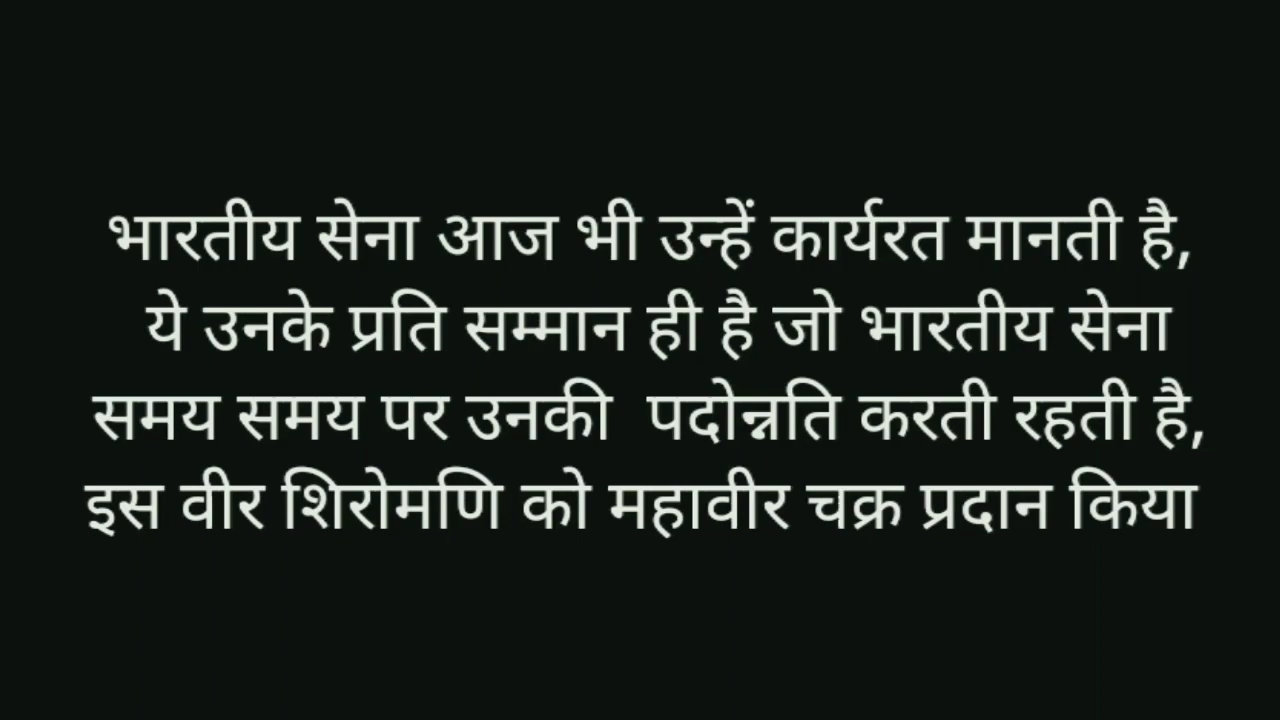 भारतीय सेना आज भी उन्हें कार्यरत मानती है,
ये उनके प्रति सम्मान ही है जो भारतीय सेना
समय समय पर उनकी  पदोन्नति करती रहती है,
इस वीर शिरोमणि को महावीर चक्र प्रदान किया